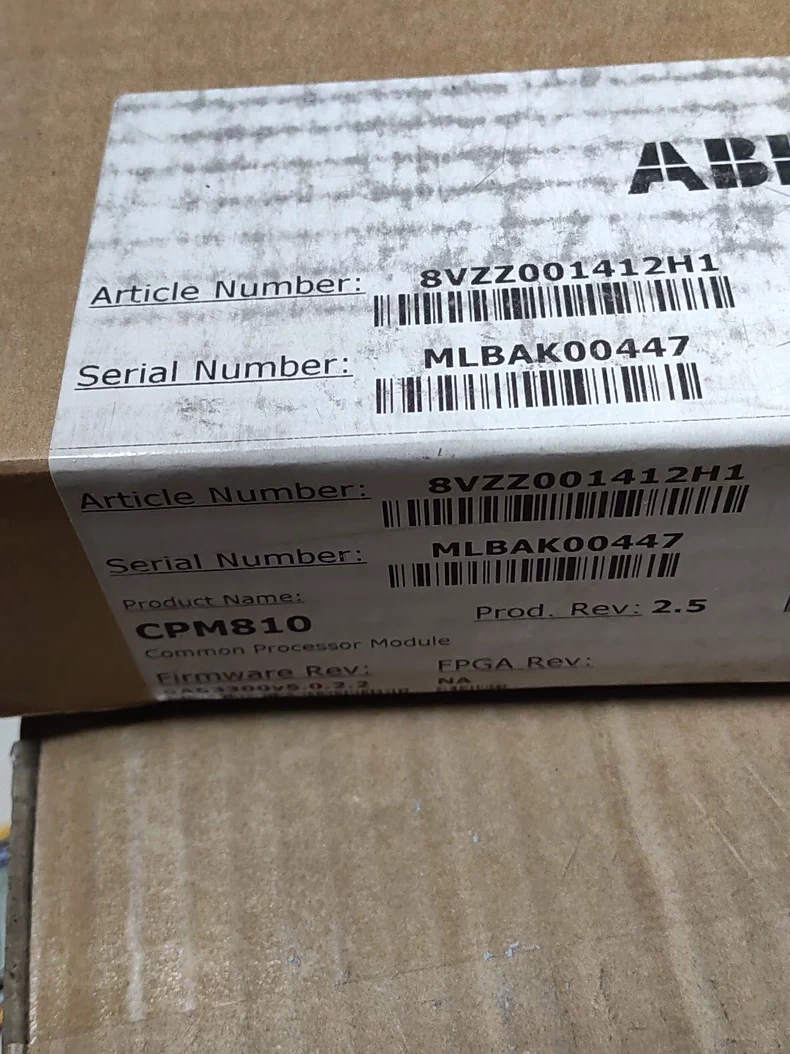 ABB
Article Number: 8VZZ001412H1
Serial Number: MLBAK00447
Article Number: 8VZZ001412H1
Serial Number: MLBAK00447
Product Name:
CPM810 Prod. Rev: 2.5
Common Processor Module
Firmware Rev: FPGA Rev:
NA